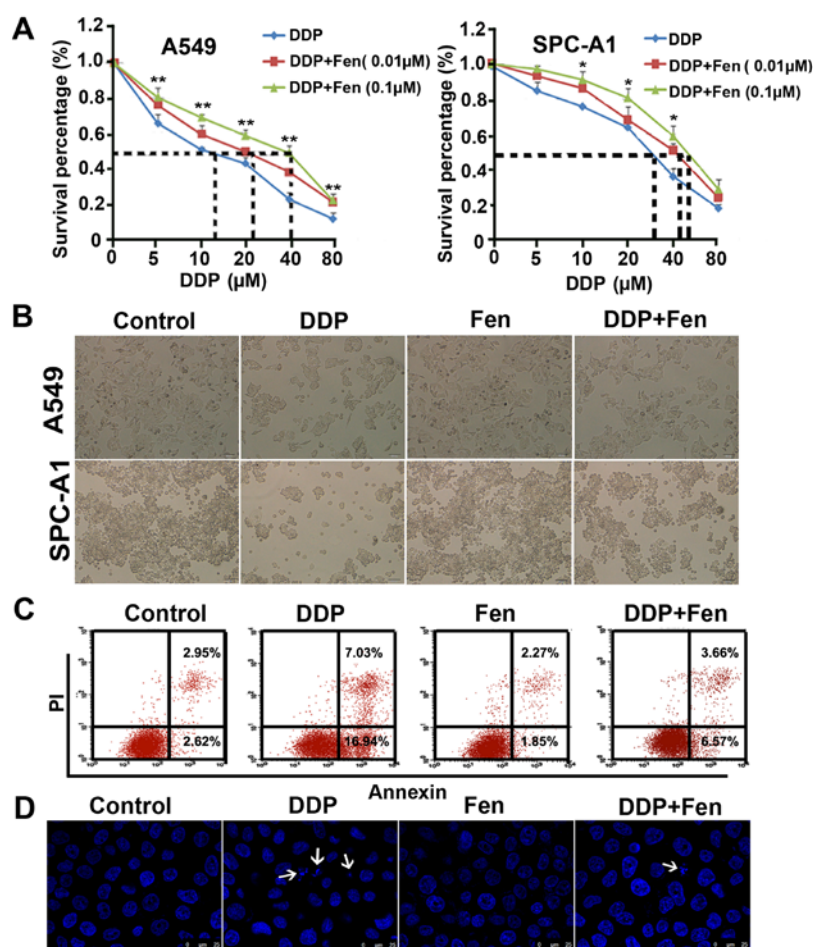 A
A549
SPC-A1
DDP
DDP+Fen( 0.01μM)
DDP+Fen (0.1μM)
DDP
DDP+Fen ( 0.01μM)
DDP+Fen (0.1μM)
Survival percentage (%)
1.2
1.0
0.8
0.6
0.4
0.2
0
** ** ** ** **
0 5 10 20 40 80
DDP (μM)
Survival percentage (%)
1.2
1.0
0.8
0.6
0.4
0.2
0
* * *
0 5 10 20 40 80
DDP (μM)
B
Control DDP Fen DDP+Fen
A549
SPC-A1
C
Control DDP Fen DDP+Fen
2.95% 7.03% 2.27% 3.66%
2.62% 16.94% 1.85% 6.57%
PI
Annexin
D
Control DDP Fen DDP+Fen